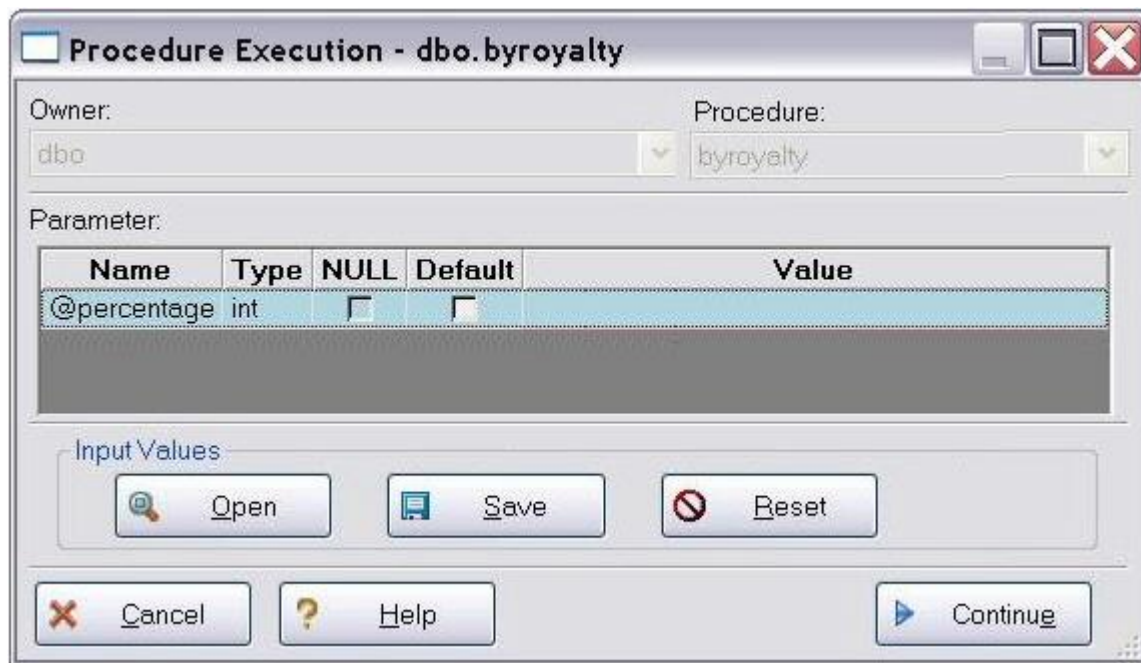 Procedure Execution - dbo.byroyalty
Owner: Procedure:
dbo byroyalty
Parameter:
Name Type NULL Default Value
@percentage int
Input Values
Open Save Reset
Cancel Help Continue